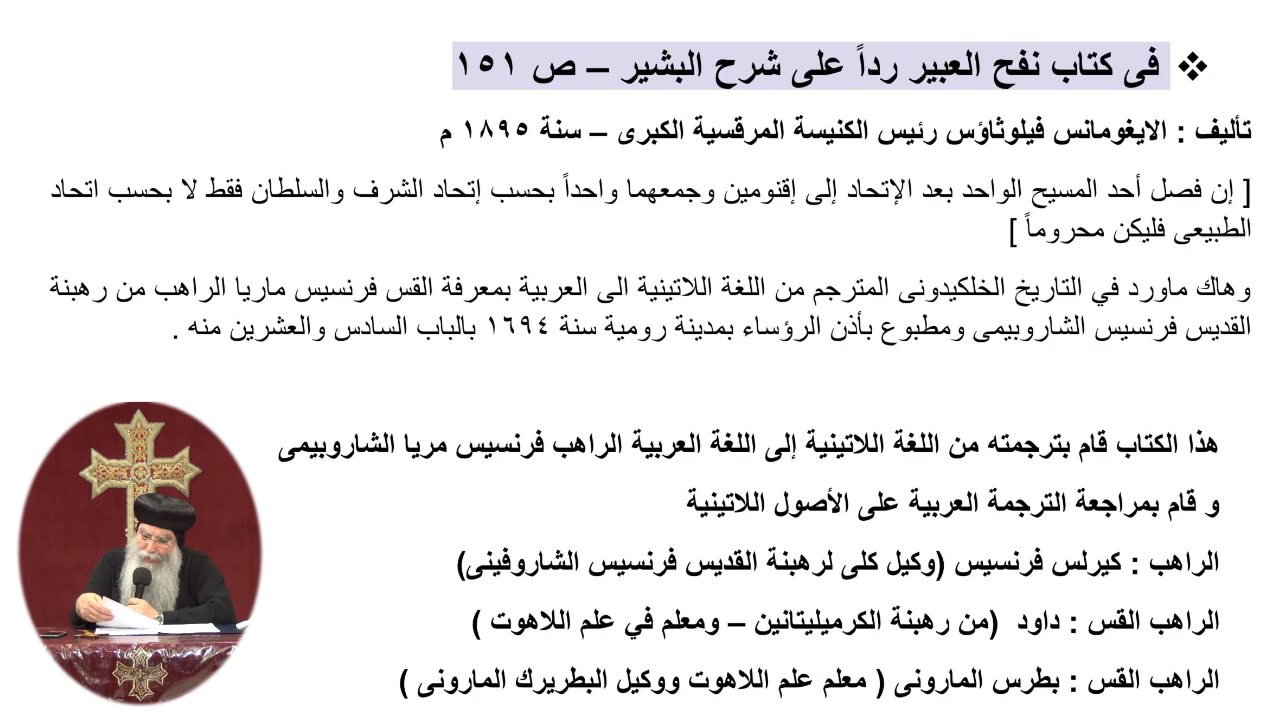 ❖ فى كتاب نفح العبير رداً على شرح البشير – ص ١٥١
تأليف : الايغومانس فيلوثاؤس رئيس الكنيسة المرقسية الكبرى – سنة ١٨٩٥ م
[ إن فصل أحد المسيح الواحد بعد الإتحاد إلى إقنومين وجمعهما واحداً بحسب إتحاد الشرف والسلطان فقط لا بحسب اتحاد
الطبيعى فليكن محروماً ]
وهاك ماورد في التاريخ الخلكيدونى المترجم من اللغة اللاتينية الى العربية بمعرفة القس فرنسيس ماريا الراهب من رهبنة
القديس فرنسيس الشاروبيمى ومطبوع بأذن الرؤساء بمدينة رومية سنة ١٦٩٤ بالباب السادس والعشرين منه .
هذا الكتاب قام بترجمته من اللغة اللاتينية إلى اللغة العربية الراهب فرنسيس مريا الشاروبيمى
و قام بمراجعة الترجمة العربية على الأصول اللاتينية
الراهب : كيرلس فرنسيس (وكيل كلى لرهبنة القديس فرنسيس الشاروفينى)
الراهب القس : داود (من رهبنة الكرميليتانين – ومعلم في علم اللاهوت )
الراهب القس : بطرس المارونى ( معلم علم اللاهوت ووكيل البطريرك المارونى )